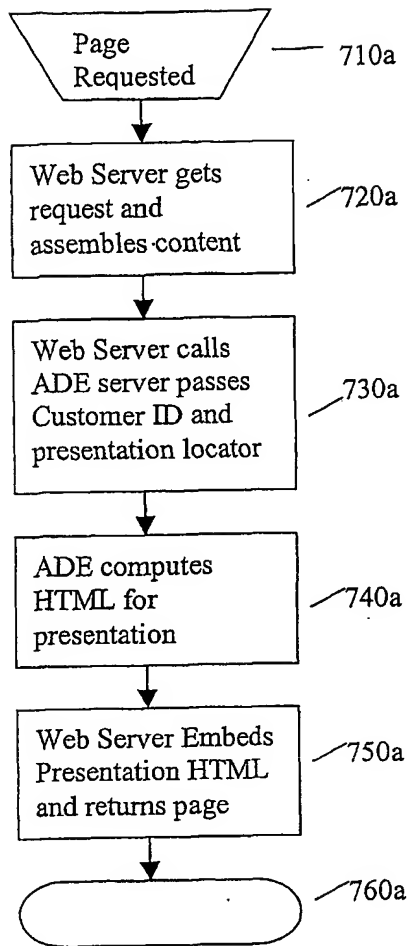 Page
Requested
710a
Web Server gets
request and
assembles content
720a
Web Server calls
ADE server passes
Customer ID and
presentation locator
730a
ADE computes
HTML for
presentation
740a
Web Server Embeds
Presentation HTML
and returns page
750a
760a